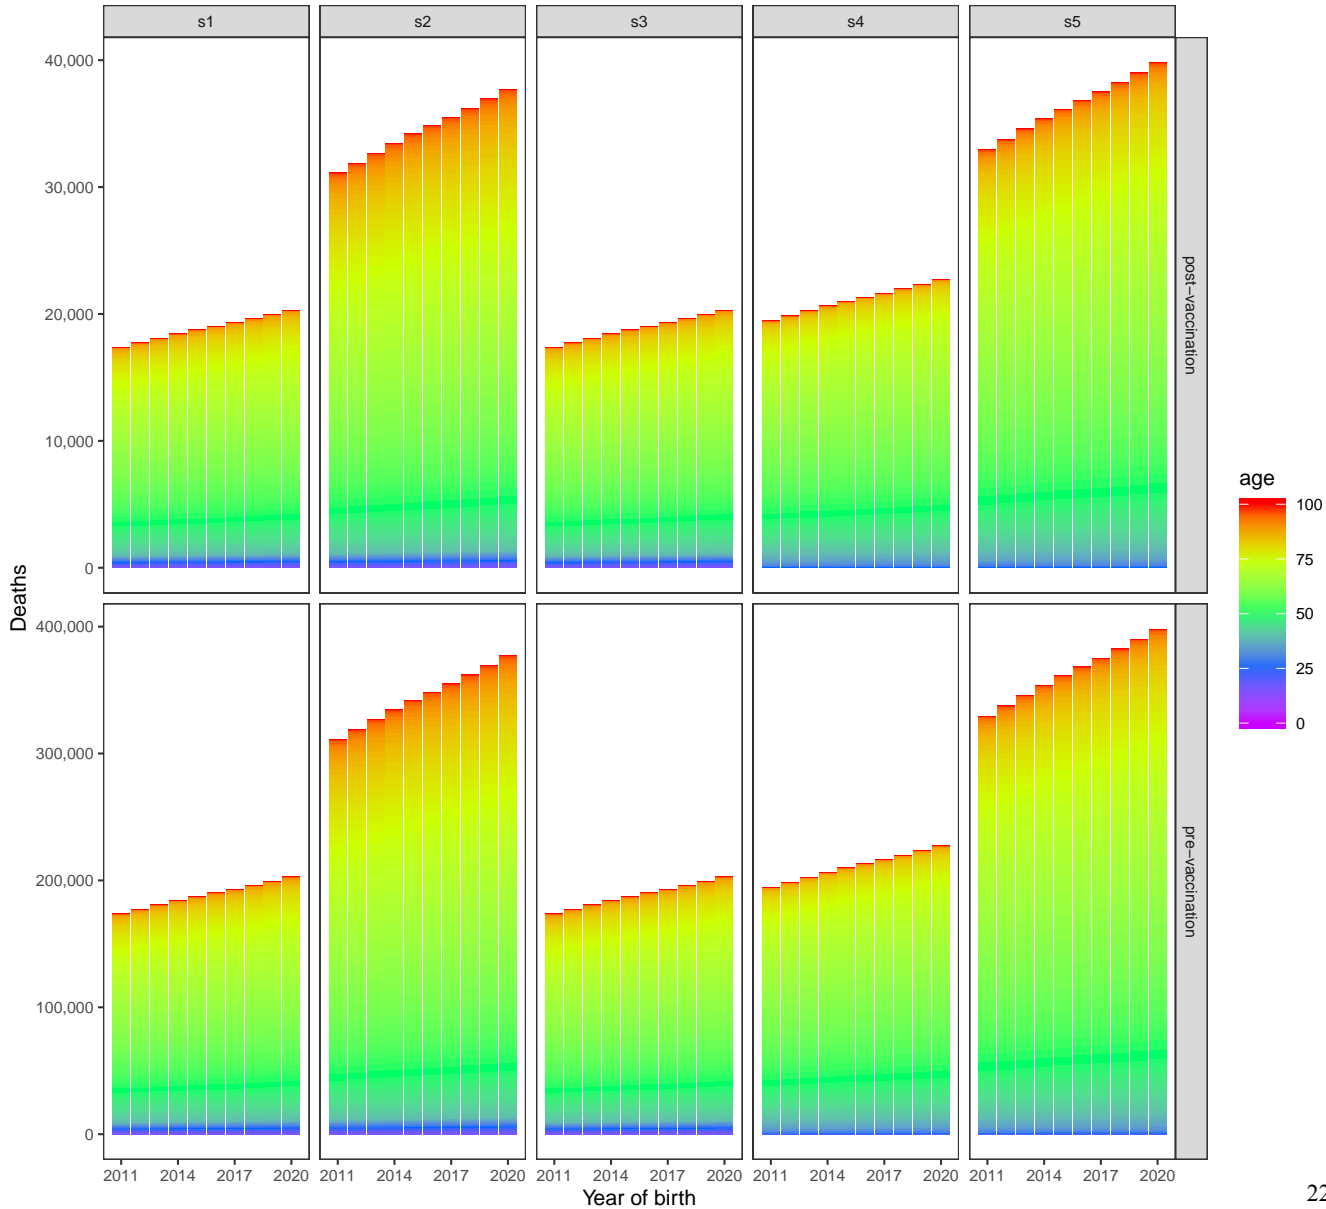 s1 s2 s3 s4 s5
40,000
30,000
20,000
10,000
0
post−vaccination
400,000
300,000
200,000
100,000
0
pre−vaccination
Deaths
2011 2014 2017 2020 2011 2014 2017 2020 2011 2014 2017 2020 2011 2014 2017 2020 2011 2014 2017 2020
Year of birth
age
100
75
50
25
0
22